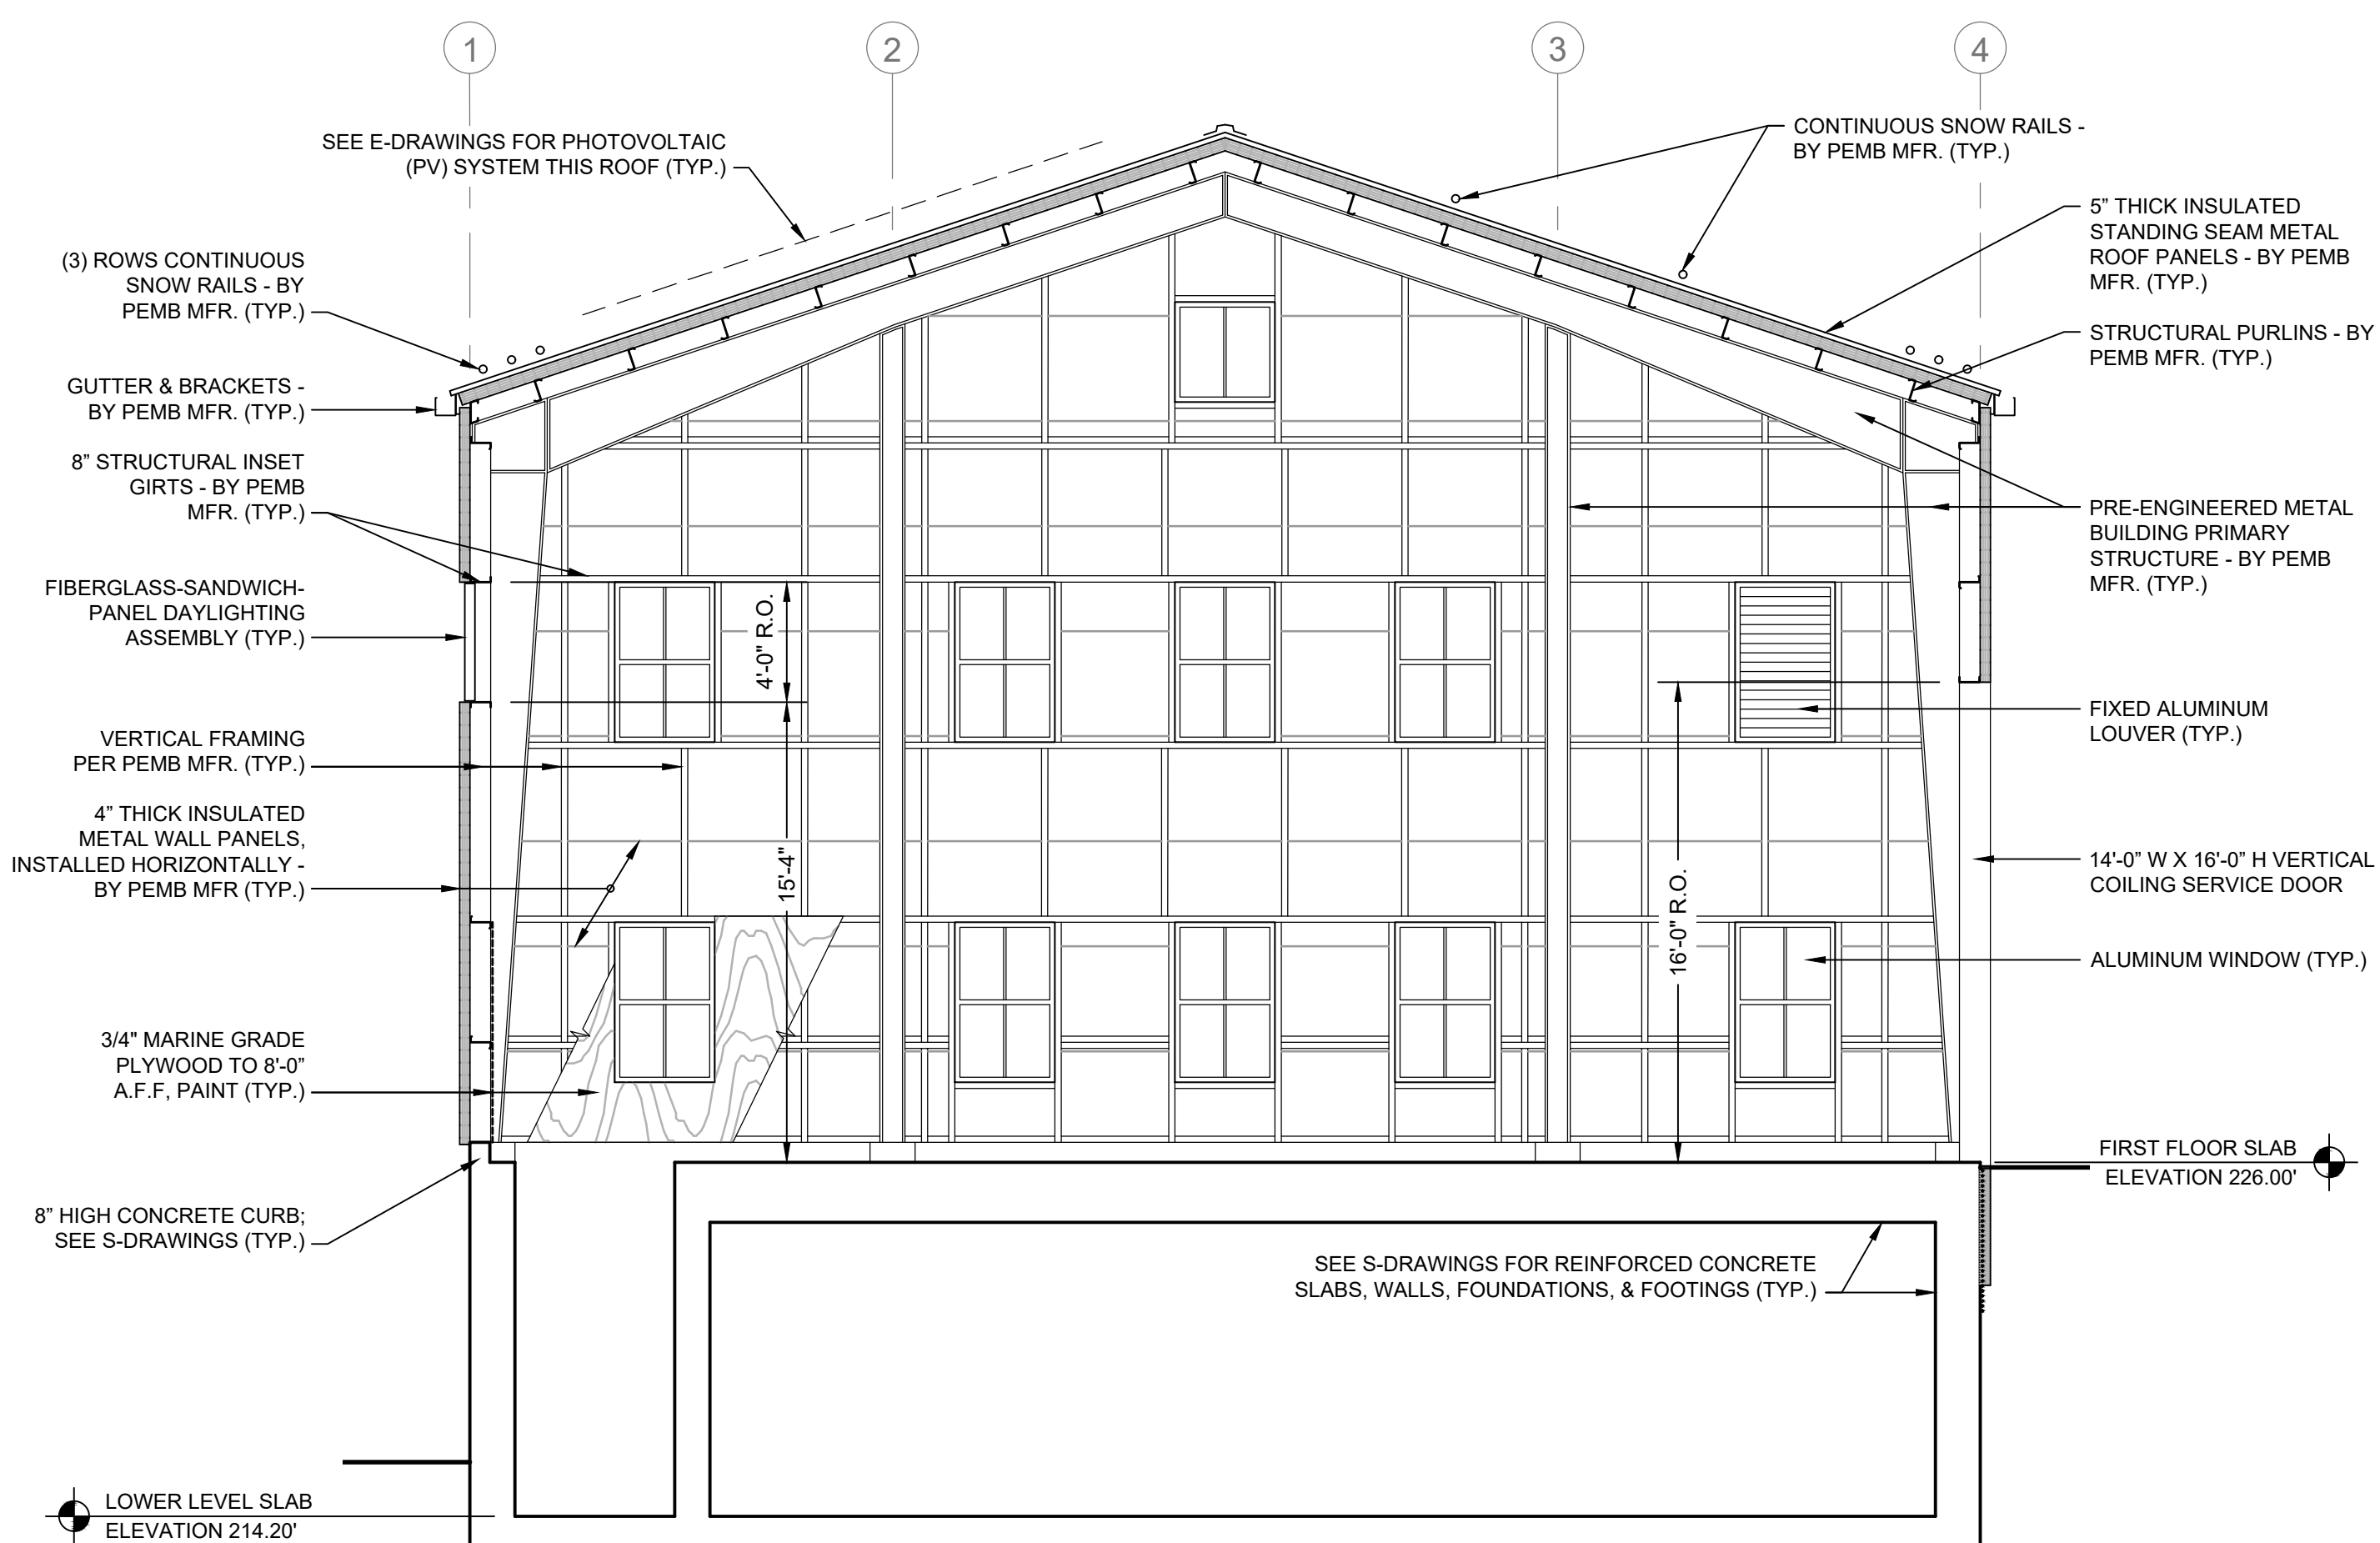 1
2
3
4
SEE E-DRAWINGS FOR PHOTOVOLTAIC
(PV) SYSTEM THIS ROOF (TYP.)
(3) ROWS CONTINUOUS
SNOW RAILS - BY
PEMB MFR. (TYP.)
GUTTER & BRACKETS -
BY PEMB MFR. (TYP.)
8” STRUCTURAL INSET
GIRTS - BY PEMB
MFR. (TYP.)
FIBERGLASS-SANDWICH-
PANEL DAYLIGHTING
ASSEMBLY (TYP.)
VERTICAL FRAMING
PER PEMB MFR. (TYP.)
4” THICK INSULATED
METAL WALL PANELS,
INSTALLED HORIZONTALLY -
BY PEMB MFR (TYP.)
3/4" MARINE GRADE
PLYWOOD TO 8'-0”
A.F.F, PAINT (TYP.)
8” HIGH CONCRETE CURB;
SEE S-DRAWINGS (TYP.)
LOWER LEVEL SLAB
ELEVATION 214.20'
4'-0" R.O.
15'-4"
16'-0" R.O.
CONTINUOUS SNOW RAILS -
BY PEMB MFR. (TYP.)
5” THICK INSULATED
STANDING SEAM METAL
ROOF PANELS - BY PEMB
MFR. (TYP.)
STRUCTURAL PURLINS - BY
PEMB MFR. (TYP.)
PRE-ENGINEERED METAL
BUILDING PRIMARY
STRUCTURE - BY PEMB
MFR. (TYP.)
FIXED ALUMINUM
LOUVER (TYP.)
14'-0” W X 16'-0” H VERTICAL
COILING SERVICE DOOR
ALUMINUM WINDOW (TYP.)
FIRST FLOOR SLAB
ELEVATION 226.00'
SEE S-DRAWINGS FOR REINFORCED CONCRETE
SLABS, WALLS, FOUNDATIONS, & FOOTINGS (TYP.)